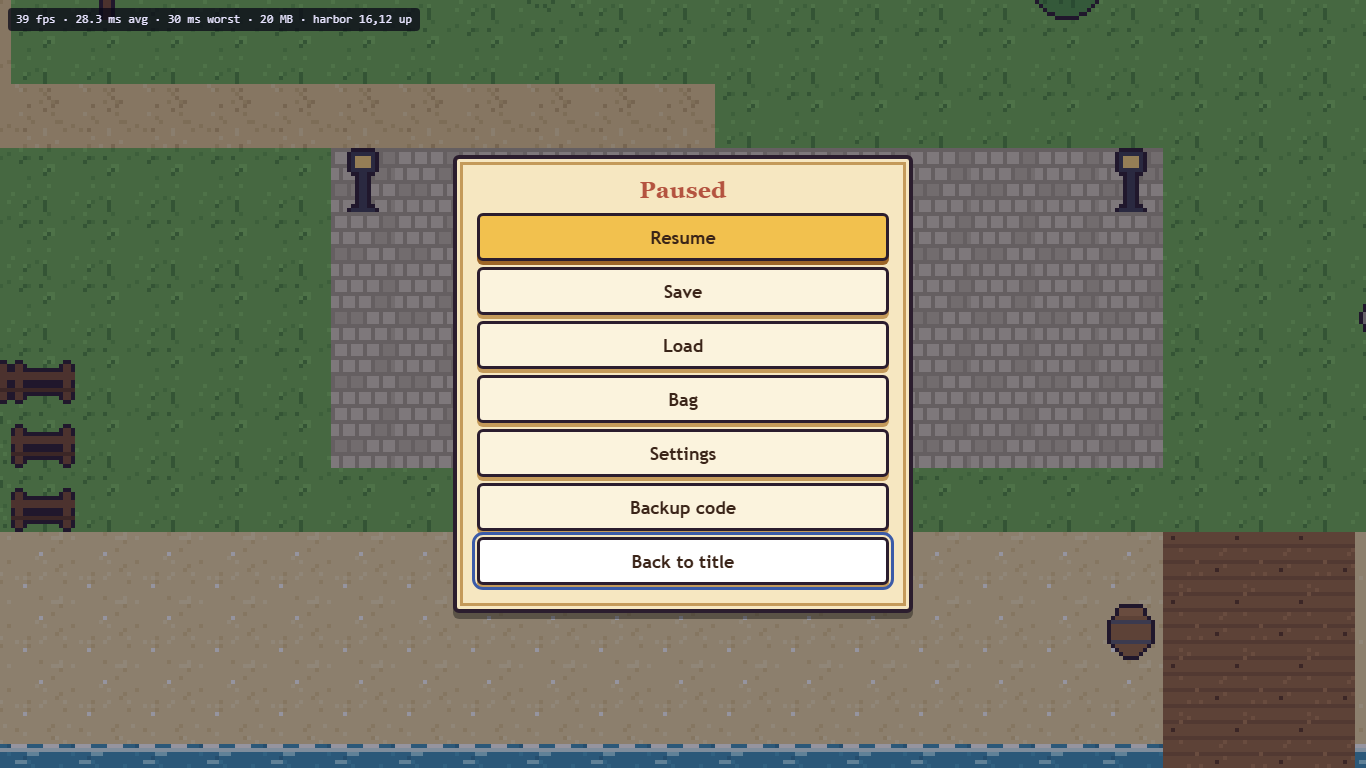 39 fps · 28.3 ms avg · 30 ms worst · 20 MB · harbor 16,12 up
Paused
Resume
Save
Load
Bag
Settings
Backup code
Back to title